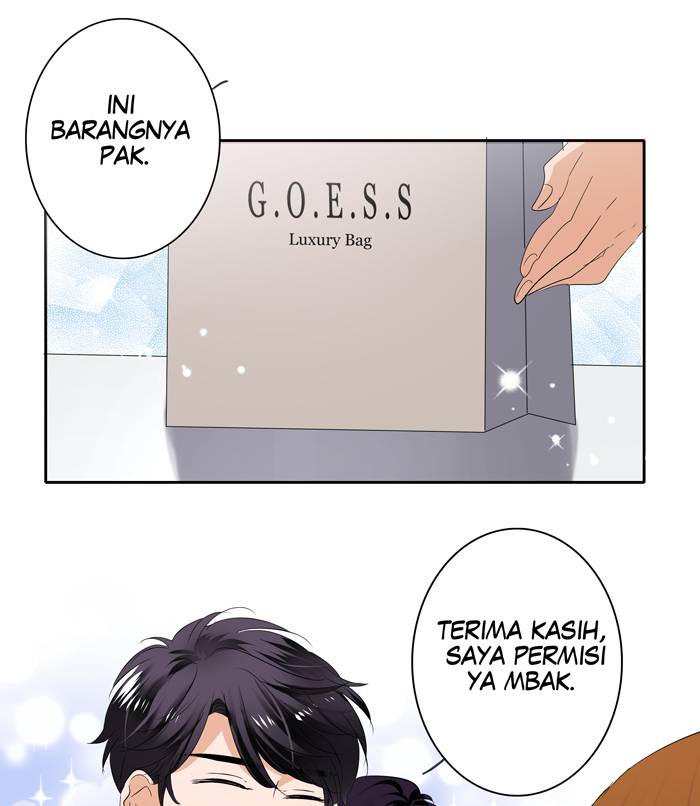 INI
BARANGNYA
PAK.
G.O.E.S.S
Luxury Bag
TERIMA KASIH,
SAYA PERMISI
YA MBAK.